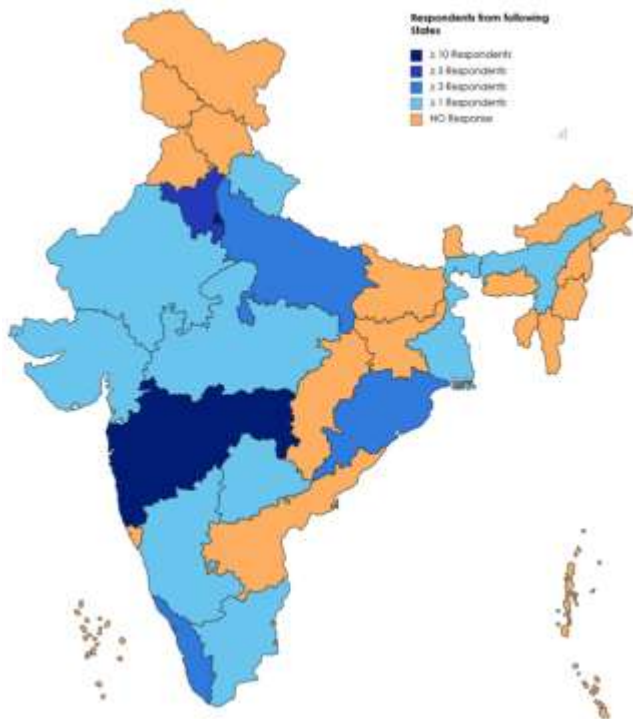 Respondents from following
States
≥ 10 Respondents
≥ 5 Respondents
≥ 3 Respondents
≥ 1 Respondents
NO Response